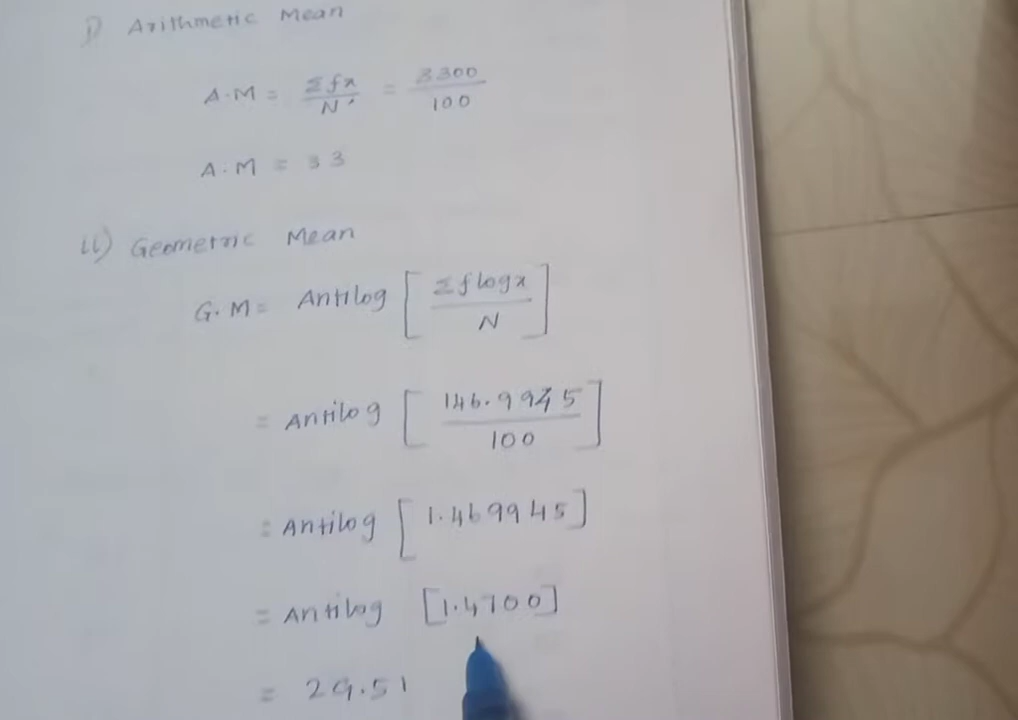 i) Arithmetic Mean
A.M = Σfx / N = 3300 / 100
A.M = 33
ii) Geometric Mean
G.M = Antilog [ Σf logx / N ]
= Antilog [ 146.9945 / 100 ]
= Antilog [1.469945]
= Antilog [1.4700]
= 29.51